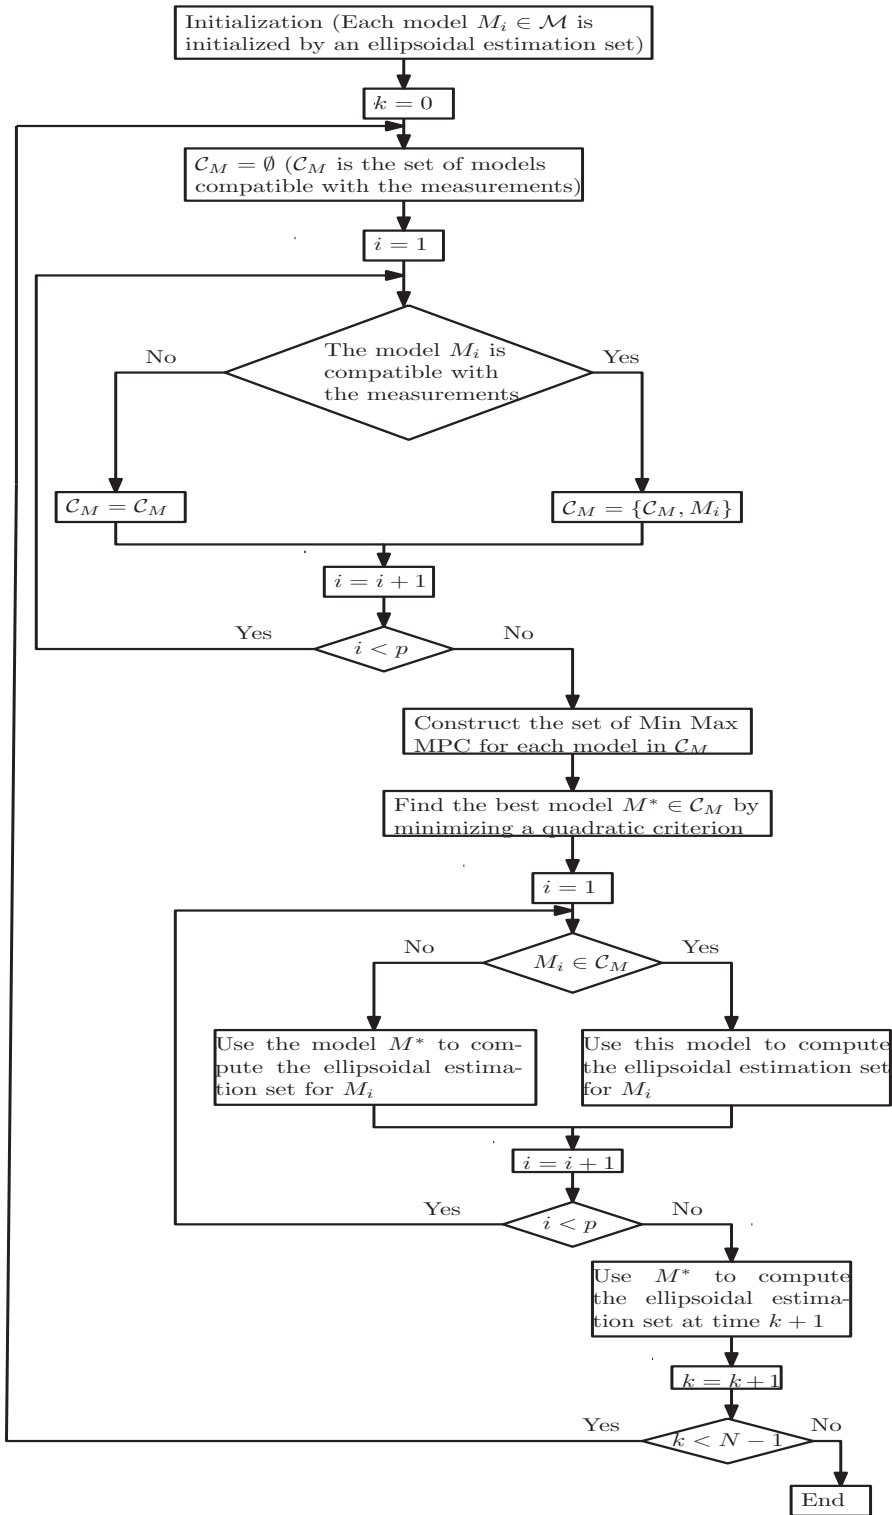 Initialization (Each model $M_i \in \mathcal{M}$ is
initialized by an ellipsoidal estimation set)
$k = 0$
$\mathcal{C}_M = \emptyset$ ($\mathcal{C}_M$ is the set of models
compatible with the measurements)
$i = 1$
The model $M_i$ is
compatible with
the measurements
No
Yes
$\mathcal{C}_M = \mathcal{C}_M$
$\mathcal{C}_M = \{\mathcal{C}_M, M_i\}$
$i = i + 1$
Yes
$i < p$
No
Construct the set of Min Max
MPC for each model in $\mathcal{C}_M$
Find the best model $M^* \in \mathcal{C}_M$ by
minimizing a quadratic criterion
$i = 1$
No
$M_i \in \mathcal{C}_M$
Yes
Use the model $M^*$ to com-
pute the ellipsoidal estima-
tion set for $M_i$
Use this model to compute
the ellipsoidal estimation set
for $M_i$
$i = i + 1$
Yes
$i < p$
No
Use $M^*$ to compute
the ellipsoidal estima-
tion set at time $k + 1$
$k = k + 1$
Yes
$k < N - 1$
No
End